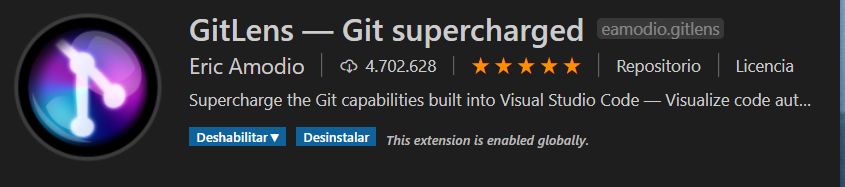 GitLens — Git supercharged eamodio.gitlens
Eric Amodio 4.702.628 Repositorio Licencia
Supercharge the Git capabilities built into Visual Studio Code — Visualize code aut...
Deshabilitar Desinstalar This extension is enabled globally.